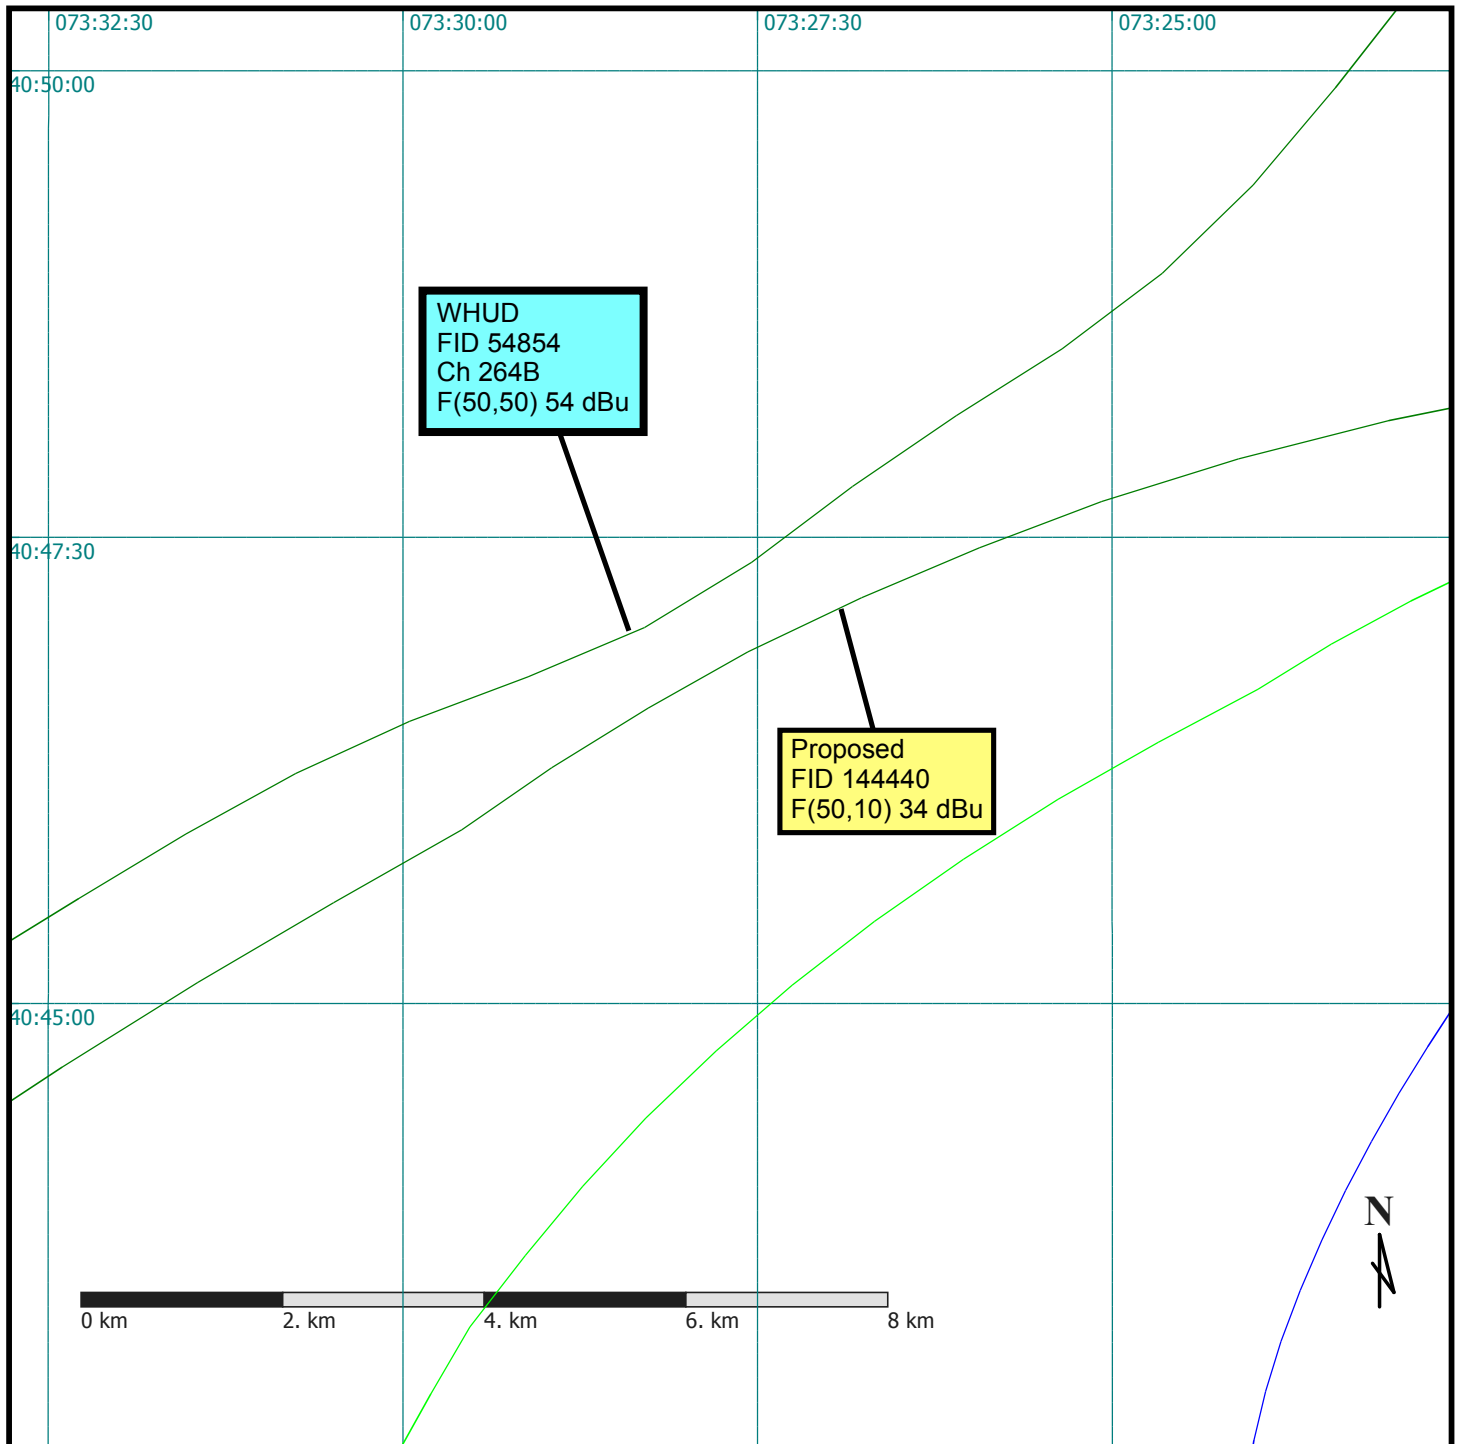 073:32:30
073:30:00
073:27:30
073:25:00
40:50:00
WHUD
FID 54854
Ch 264B
F(50,50) 54 dBu
40:47:30
Proposed
FID 144440
F(50,10) 34 dBu
40:45:00
N
0 km
2. km
4. km
6. km
8 km